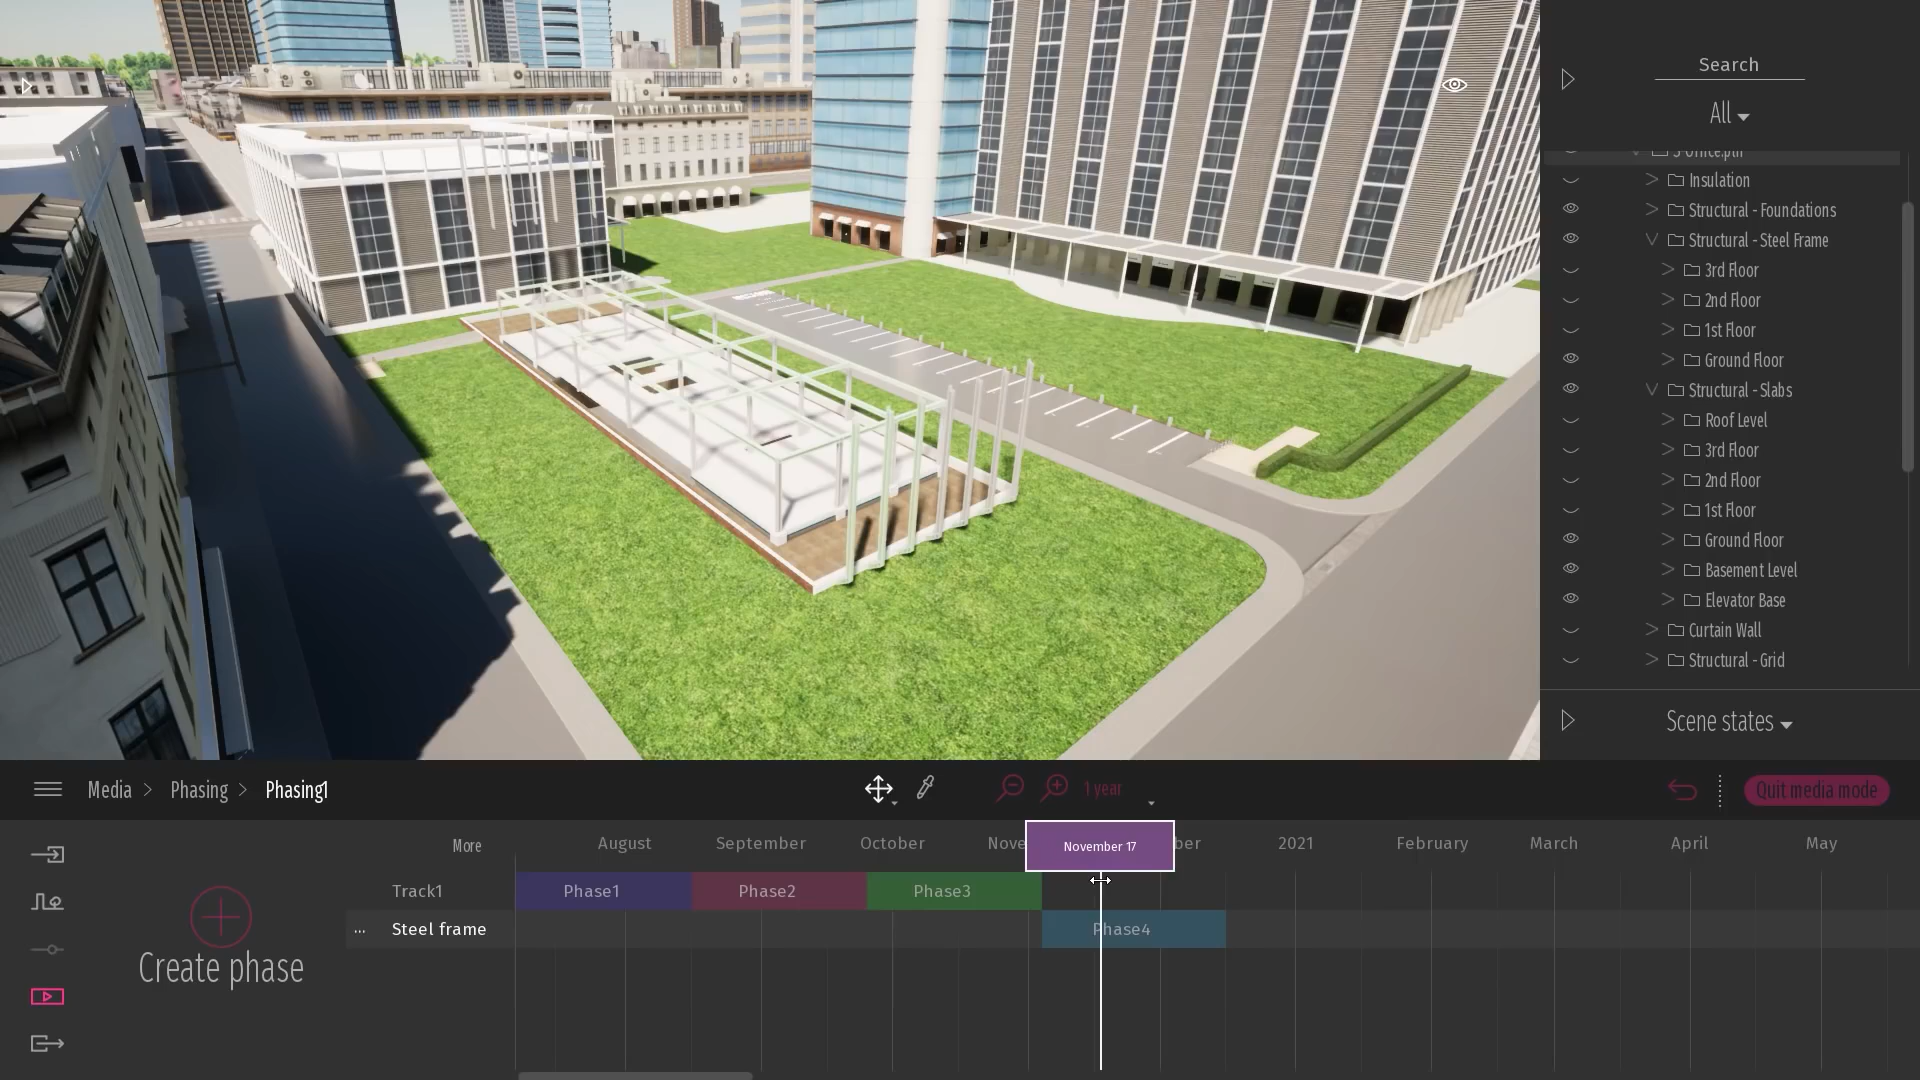 Search
All
Insulation
Structural - Foundations
Structural - Steel Frame
3rd Floor
2nd Floor
1st Floor
Ground Floor
Structural - Slabs
Roof Level
3rd Floor
2nd Floor
1st Floor
Ground Floor
Basement Level
Elevator Base
Curtain Wall
Structural - Grid
Scene states
Media > Phasing > Phasing1
1 year
Quit media mode
More
August September October Nove November 17 ber 2021 February March April May
Track1 Phase1 Phase2 Phase3
... Steel frame Phase4
Create phase